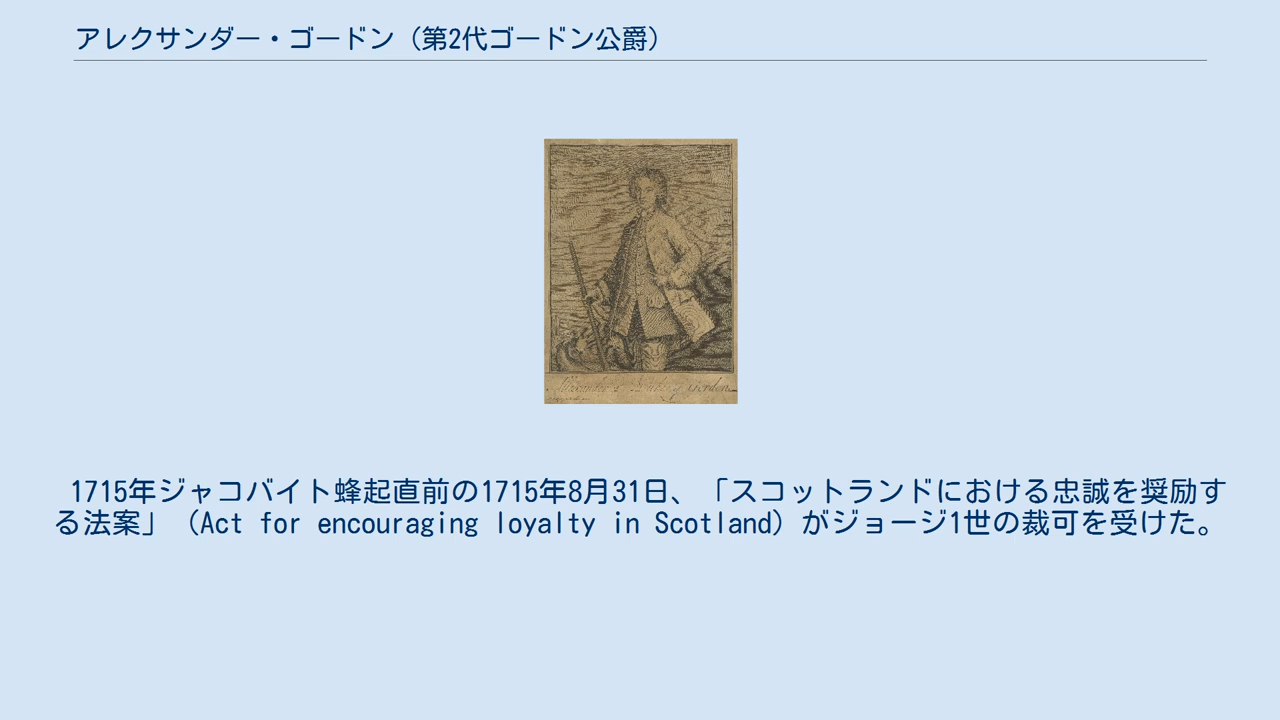 アレクサンダー・ゴードン（第2代ゴードン公爵）
Gordon
1715年ジャコバイト蜂起直前の1715年8月31日、「スコットランドにおける忠誠を奨励す
る法案」（Act for encouraging loyalty in Scotland）がジョージ1世の裁可を受けた。